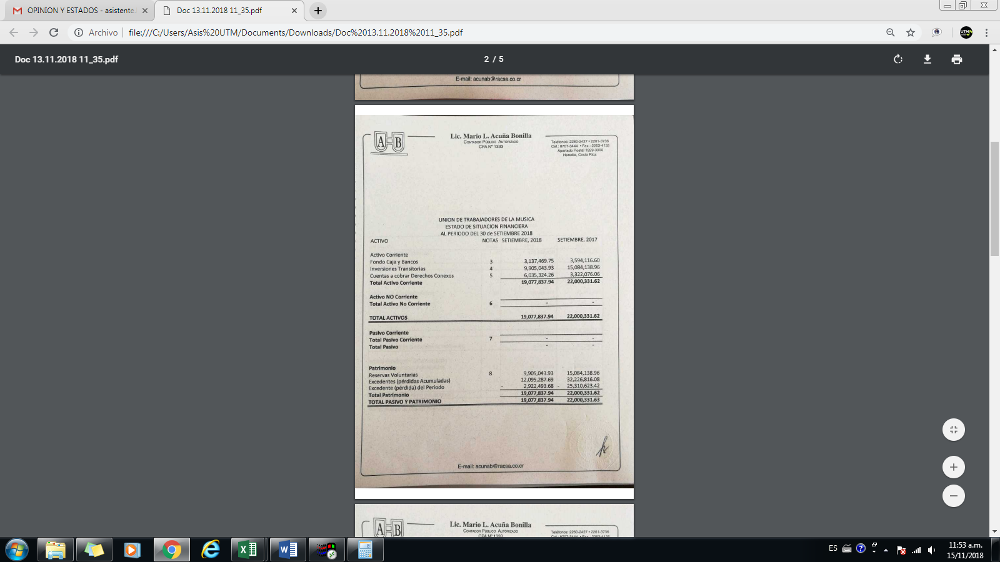 OPINION Y ESTADOS - asistente
Doc 13.11.2018 11_35.pdf
Archivo file:///C:/Users/Asis%20UTM/Documents/Downloads/Doc%2013.11.2018%2011_35.pdf
Doc 13.11.2018 11_35.pdf 2 / 5
E-mail: acunab@racsa.co.cr
A B
Lic. Mario L. Acuña Bonilla
CONTADOR PÚBLICO AUTORIZADO
CPA Nº 1333
Teléfonos: 2260-2427 • 2261-3736
Cel.: 8707-3444 • Fax.: 2263-4135
Apartado Postal 1929-3000
Heredia, Costa Rica
UNION DE TRABAJADORES DE LA MUSICA
ESTADO DE SITUACION FINANCIERA
AL PERIODO DEL 30 de SETIEMBRE 2018
ACTIVO NOTAS SETIEMBRE, 2018 SETIEMBRE, 2017
Activo Corriente
Fondo Caja y Bancos 3 3,137,469.75 3,594,116.60
Inversiones Transitorias 4 9,905,043.93 15,084,138.96
Cuentas a cobrar Derechos Conexos 5 6,035,324.26 3,322,076.06
Total Activo Corriente 19,077,837.94 22,000,331.62
Activo NO Corriente
Total Activo No Corriente 6 - -
TOTAL ACTIVOS 19,077,837.94 22,000,331.62
Pasivo Corriente
Total Pasivo Corriente 7 - -
Total Pasivo - -
Patrimonio
Reservas Voluntarias 8 9,905,043.93 15,084,138.96
Excedentes (pérdidas Acumuladas) 12,095,287.69 32,226,816.08
Excedente (pérdida) del Periodo - 2,922,493.68 - 25,310,623.42
Total Patrimonio 19,077,837.94 22,000,331.62
TOTAL PASIVO Y PATRIMONIO 19,077,837.94 22,000,331.63
E-mail: acunab@racsa.co.cr
A B
Lic. Mario L. Acuña Bonilla
CONTADOR PÚBLICO AUTORIZADO
CPA Nº 1333
Teléfonos: 2260-2427 • 2261-3736
ES
11:53 a.m.
15/11/2018